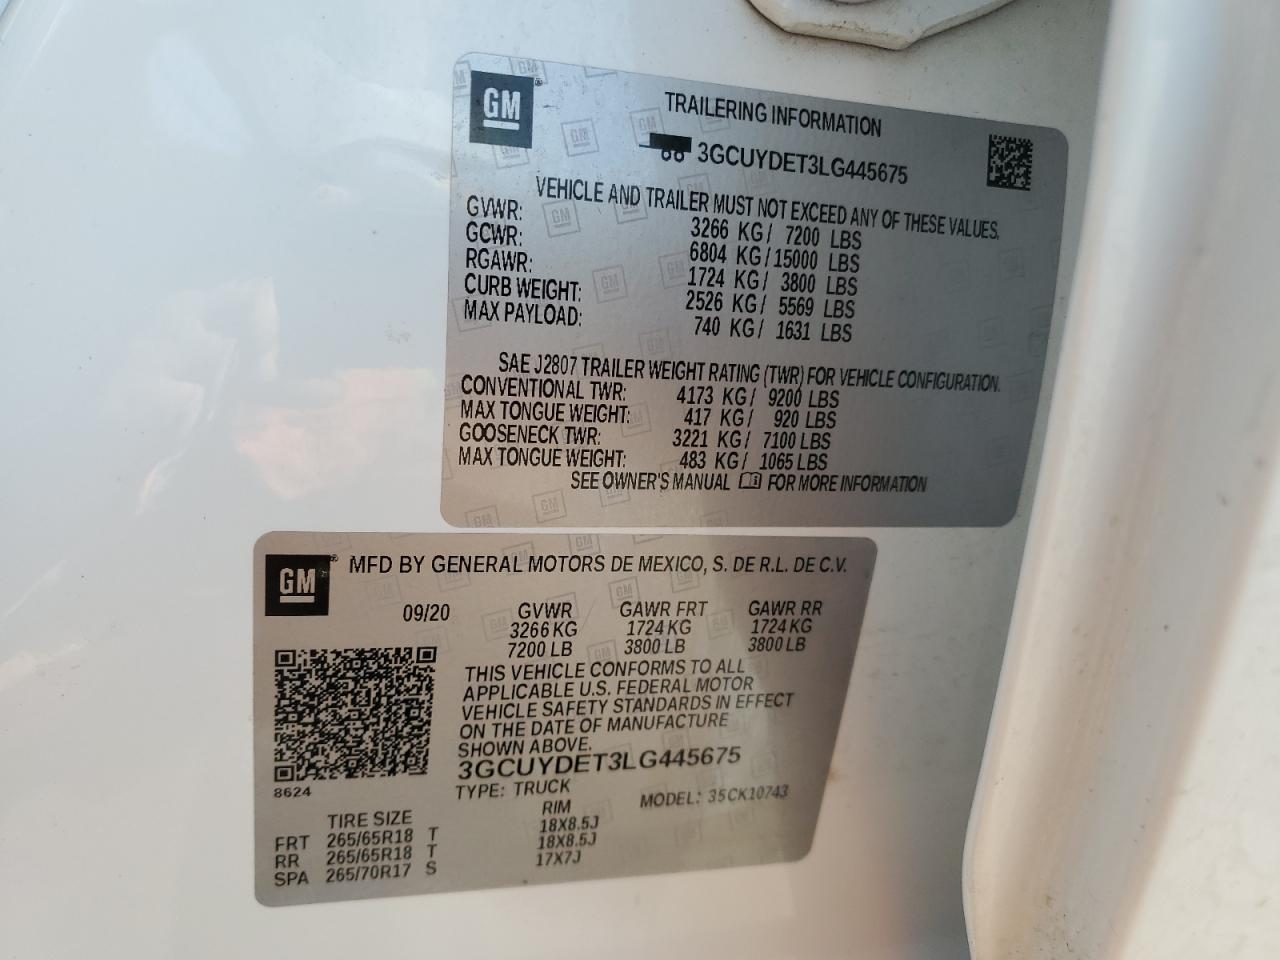 GM
TRAILERING INFORMATION
3GCUYDET3LG445675
VEHICLE AND TRAILER MUST NOT EXCEED ANY OF THESE VALUES.
GVWR: 3266 KG/ 7200 LBS
GCWR: 6804 KG/15000 LBS
RGAWR: 1724 KG/ 3800 LBS
CURB WEIGHT: 2526 KG/ 5569 LBS
MAX PAYLOAD: 740 KG/ 1631 LBS
SAE J2807 TRAILER WEIGHT RATING (TWR) FOR VEHICLE CONFIGURATION.
CONVENTIONAL TWR: 4173 KG/ 9200 LBS
MAX TONGUE WEIGHT: 417 KG/ 920 LBS
GOOSENECK TWR: 3221 KG/ 7100 LBS
MAX TONGUE WEIGHT: 483 KG/ 1065 LBS
SEE OWNER'S MANUAL FOR MORE INFORMATION
GM
MFD BY GENERAL MOTORS DE MEXICO, S. DE R.L. DE C.V.
09/20 GVWR GAWR FRT GAWR RR
3266 KG 1724 KG 1724 KG
7200 LB 3800 LB 3800 LB
THIS VEHICLE CONFORMS TO ALL
APPLICABLE U.S. FEDERAL MOTOR
VEHICLE SAFETY STANDARDS IN EFFECT
ON THE DATE OF MANUFACTURE
SHOWN ABOVE.
3GCUYDET3LG445675
8624
TYPE: TRUCK MODEL: 35CK10743
TIRE SIZE RIM
FRT 265/65R18 T 18X8.5J
RR 265/65R18 T 18X8.5J
SPA 265/70R17 S 17X7J